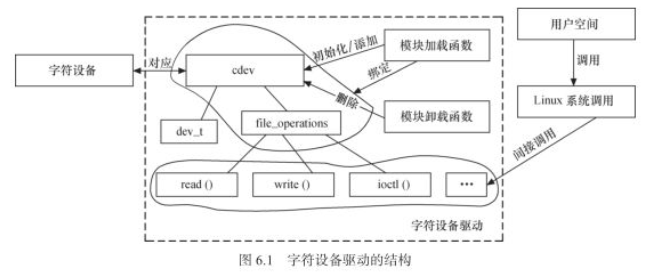 用户空间
初始化/添加
模块加载函数
字符设备
对应
cdev
绑定
调用
删除
模块卸载函数
Linux 系统调用
dev_t
file_operations
间接调用
read ()
write ()
ioctl ()
···
字符设备驱动
图 6.1 字符设备驱动的结构